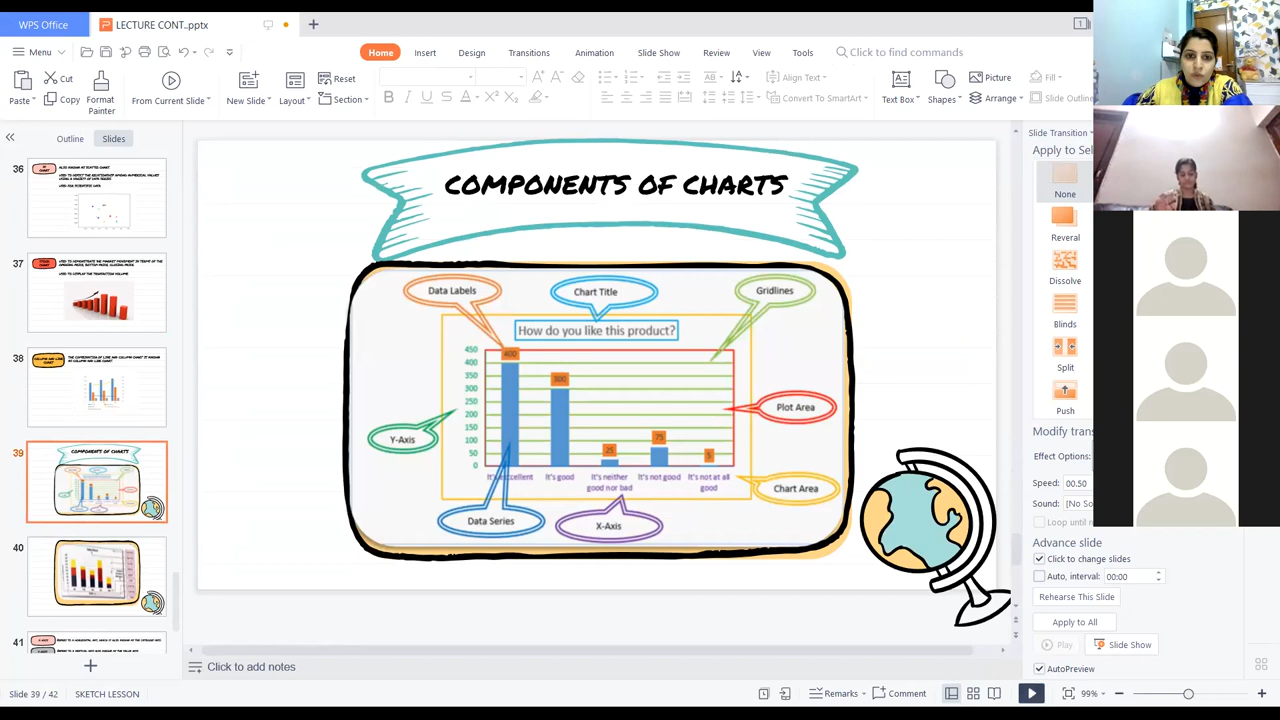 WPS Office
LECTURE CONT..pptx
1
Menu
Home
Insert
Design
Transitions
Animation
Slide Show
Review
View
Tools
Click to find commands
Paste
Cut
Copy
Format
Painter
From Current Slide
New Slide
Layout
Reset
Section
Text Box
Shapes
Align Text
Convert To SmartArt
Picture
Fill
Arrange
Shape Outline
Outline
Slides
36
37
38
39
COMPONENTS OF CHARTS
40
41
COMPONENTS OF CHARTS
Data Labels
Chart Title
Gridlines
How do you like this product?
450
400
350
300
250
200
150
100
50
0
400
300
25
75
5
Y-Axis
Plot Area
It's excellent
It's good
It's neither
good nor bad
It's not good
It's not at all
good
Chart Area
Data Series
X-Axis
Slide Transition
Apply to Sel
None
Reveral
Dissolve
Blinds
Split
Push
Modify trans
Effect Options:
Speed: 00.50
Sound: [No So
Loop until n
Advance slide
Click to change slides
Auto, interval: 00:00
Rehearse This Slide
Apply to All
Play
Slide Show
AutoPreview
Click to add notes
Slide 39 / 42
SKETCH LESSON
Remarks
Comment
99%